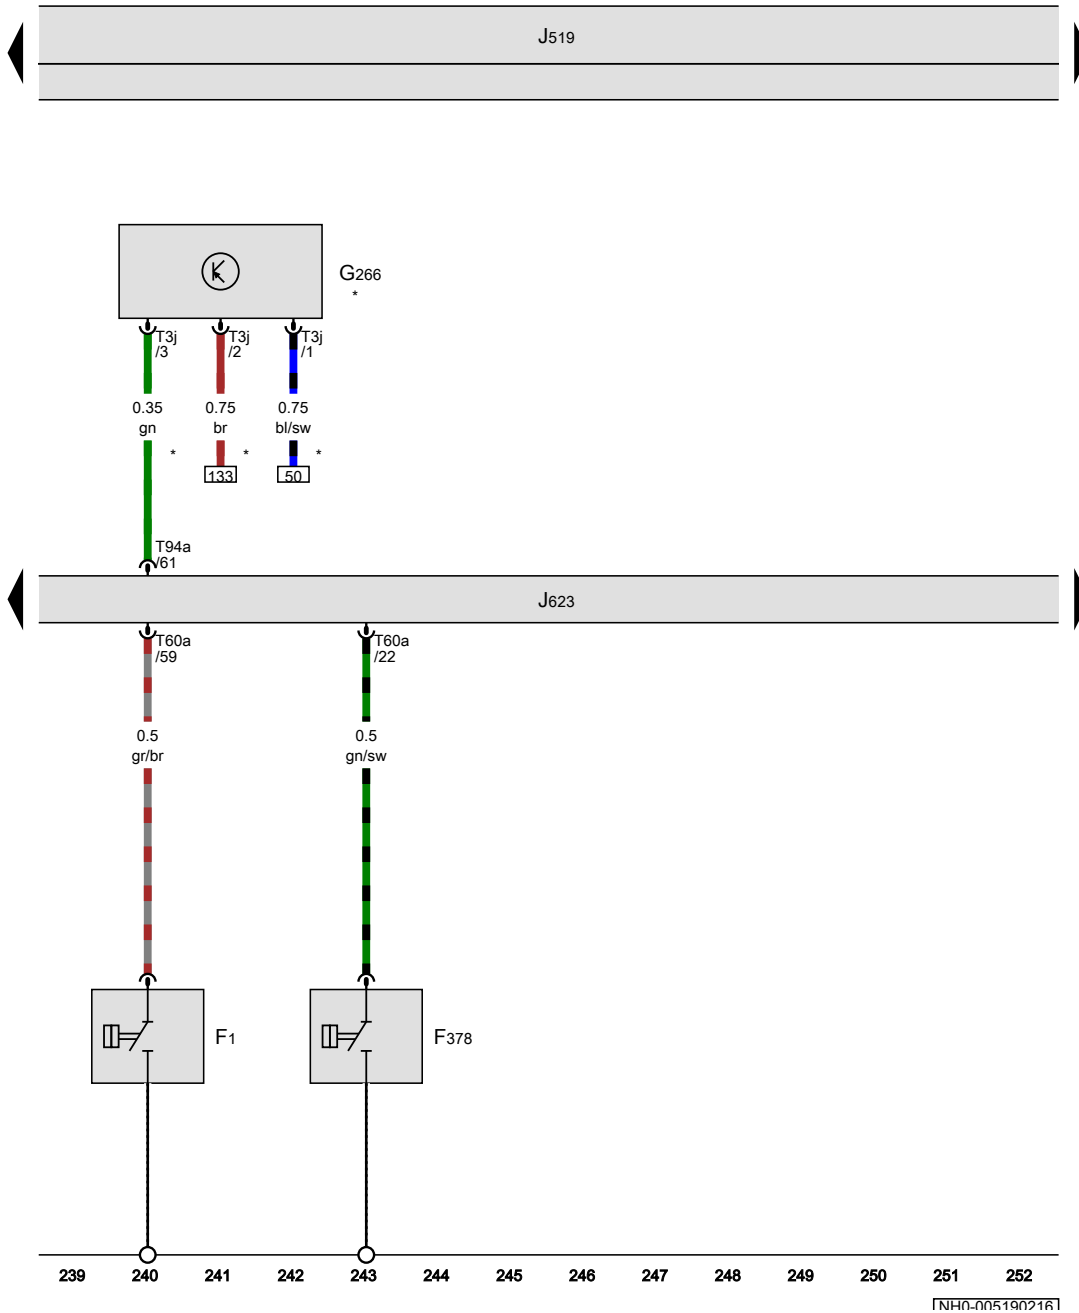 J519
G266
*
T3j
/3
T3j
/2
T3j
/1
0.35
gn
0.75
br
0.75
bl/sw
*
*
*
133
50
T94a
/61
J623
T60a
/59
T60a
/22
0.5
gr/br
0.5
gn/sw
F1
F378
239 240 241 242 243 244 245 246 247 248 249 250 251 252
NH0-005190216